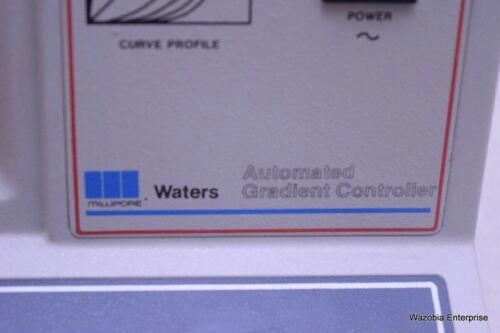 CURVE PROFILE
POWER
~
MILLIPORE
Waters
Automated
Gradient Controller
Wazobia Enterprise